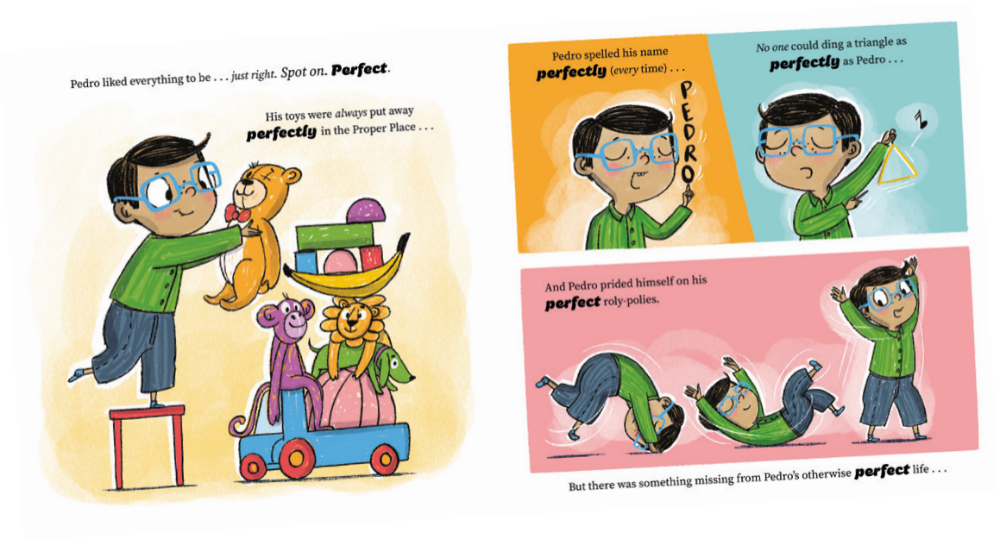 Pedro liked everything to be . . . just right. Spot on. Perfect.
His toys were always put away
perfectly in the Proper Place . . .
Pedro spelled his name
perfectly (every time) . . .
P
E
D
R
O
No one could ding a triangle as
perfectly as Pedro . . .
And Pedro prided himself on his
perfect roly-polies.
But there was something missing from Pedro’s otherwise perfect life . . .